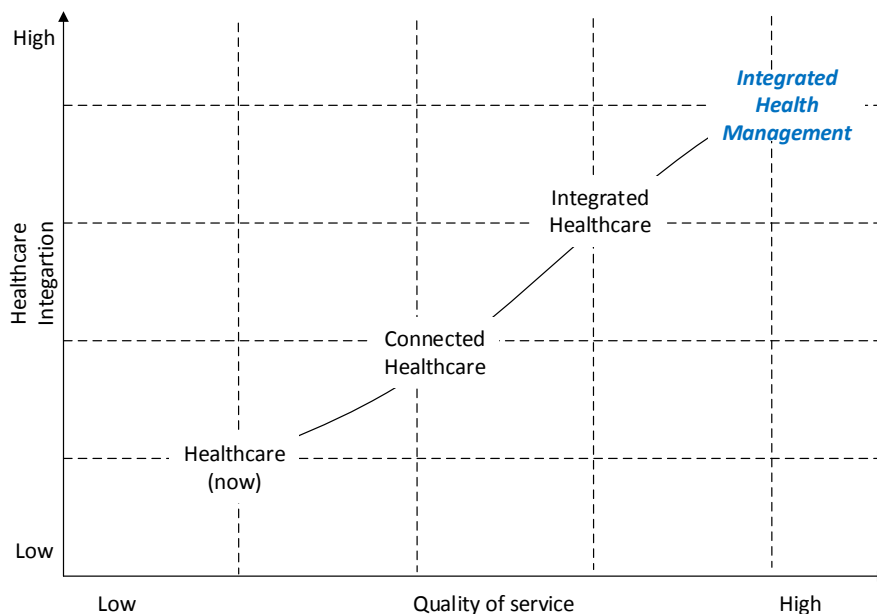 High
Integrated
Health
Management
Integrated
Healthcare
Healthcare
Integartion
Connected
Healthcare
Healthcare
(now)
Low
Low
Quality of service
High